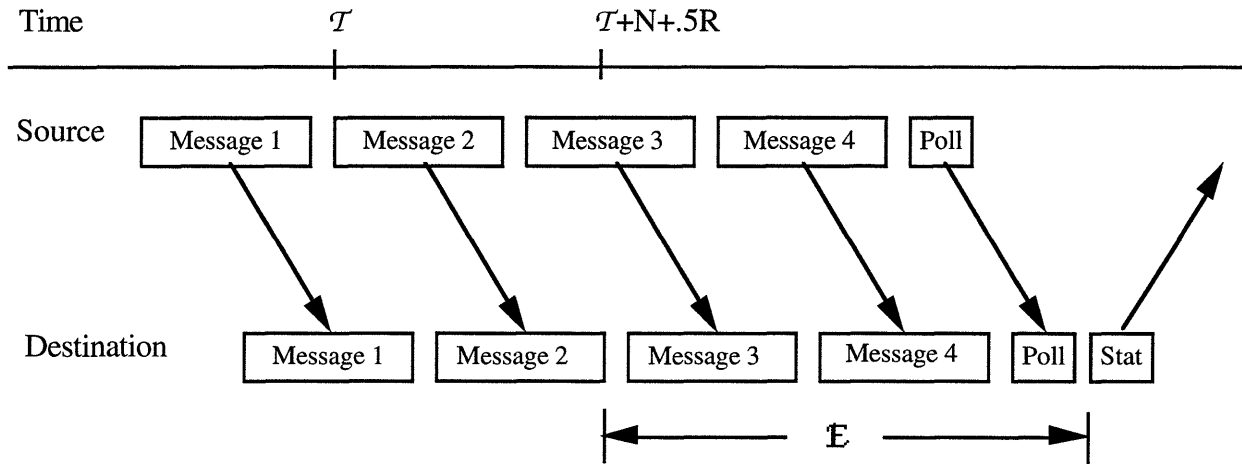 Time
𝒯
𝒯+N+.5R
Source
Message 1
Message 2
Message 3
Message 4
Poll
Destination
Message 1
Message 2
Message 3
Message 4
Poll
Stat
E